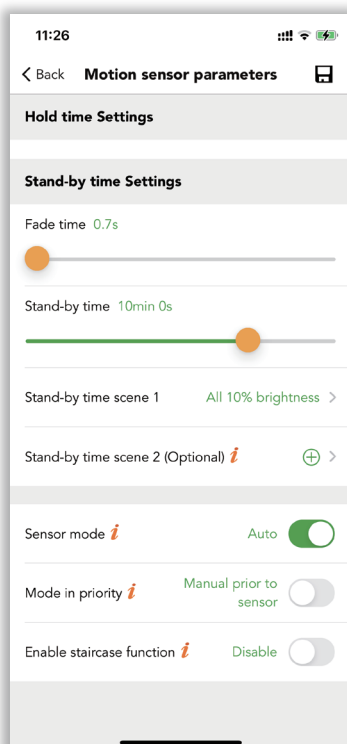 11:26
Back Motion sensor parameters
Hold time Settings
Stand-by time Settings
Fade time 0.7s
Stand-by time 10min 0s
Stand-by time scene 1 All 10% brightness
Stand-by time scene 2 (Optional) i
Sensor mode i Auto
Mode in priority i Manual prior to
sensor
Enable staircase function i Disable